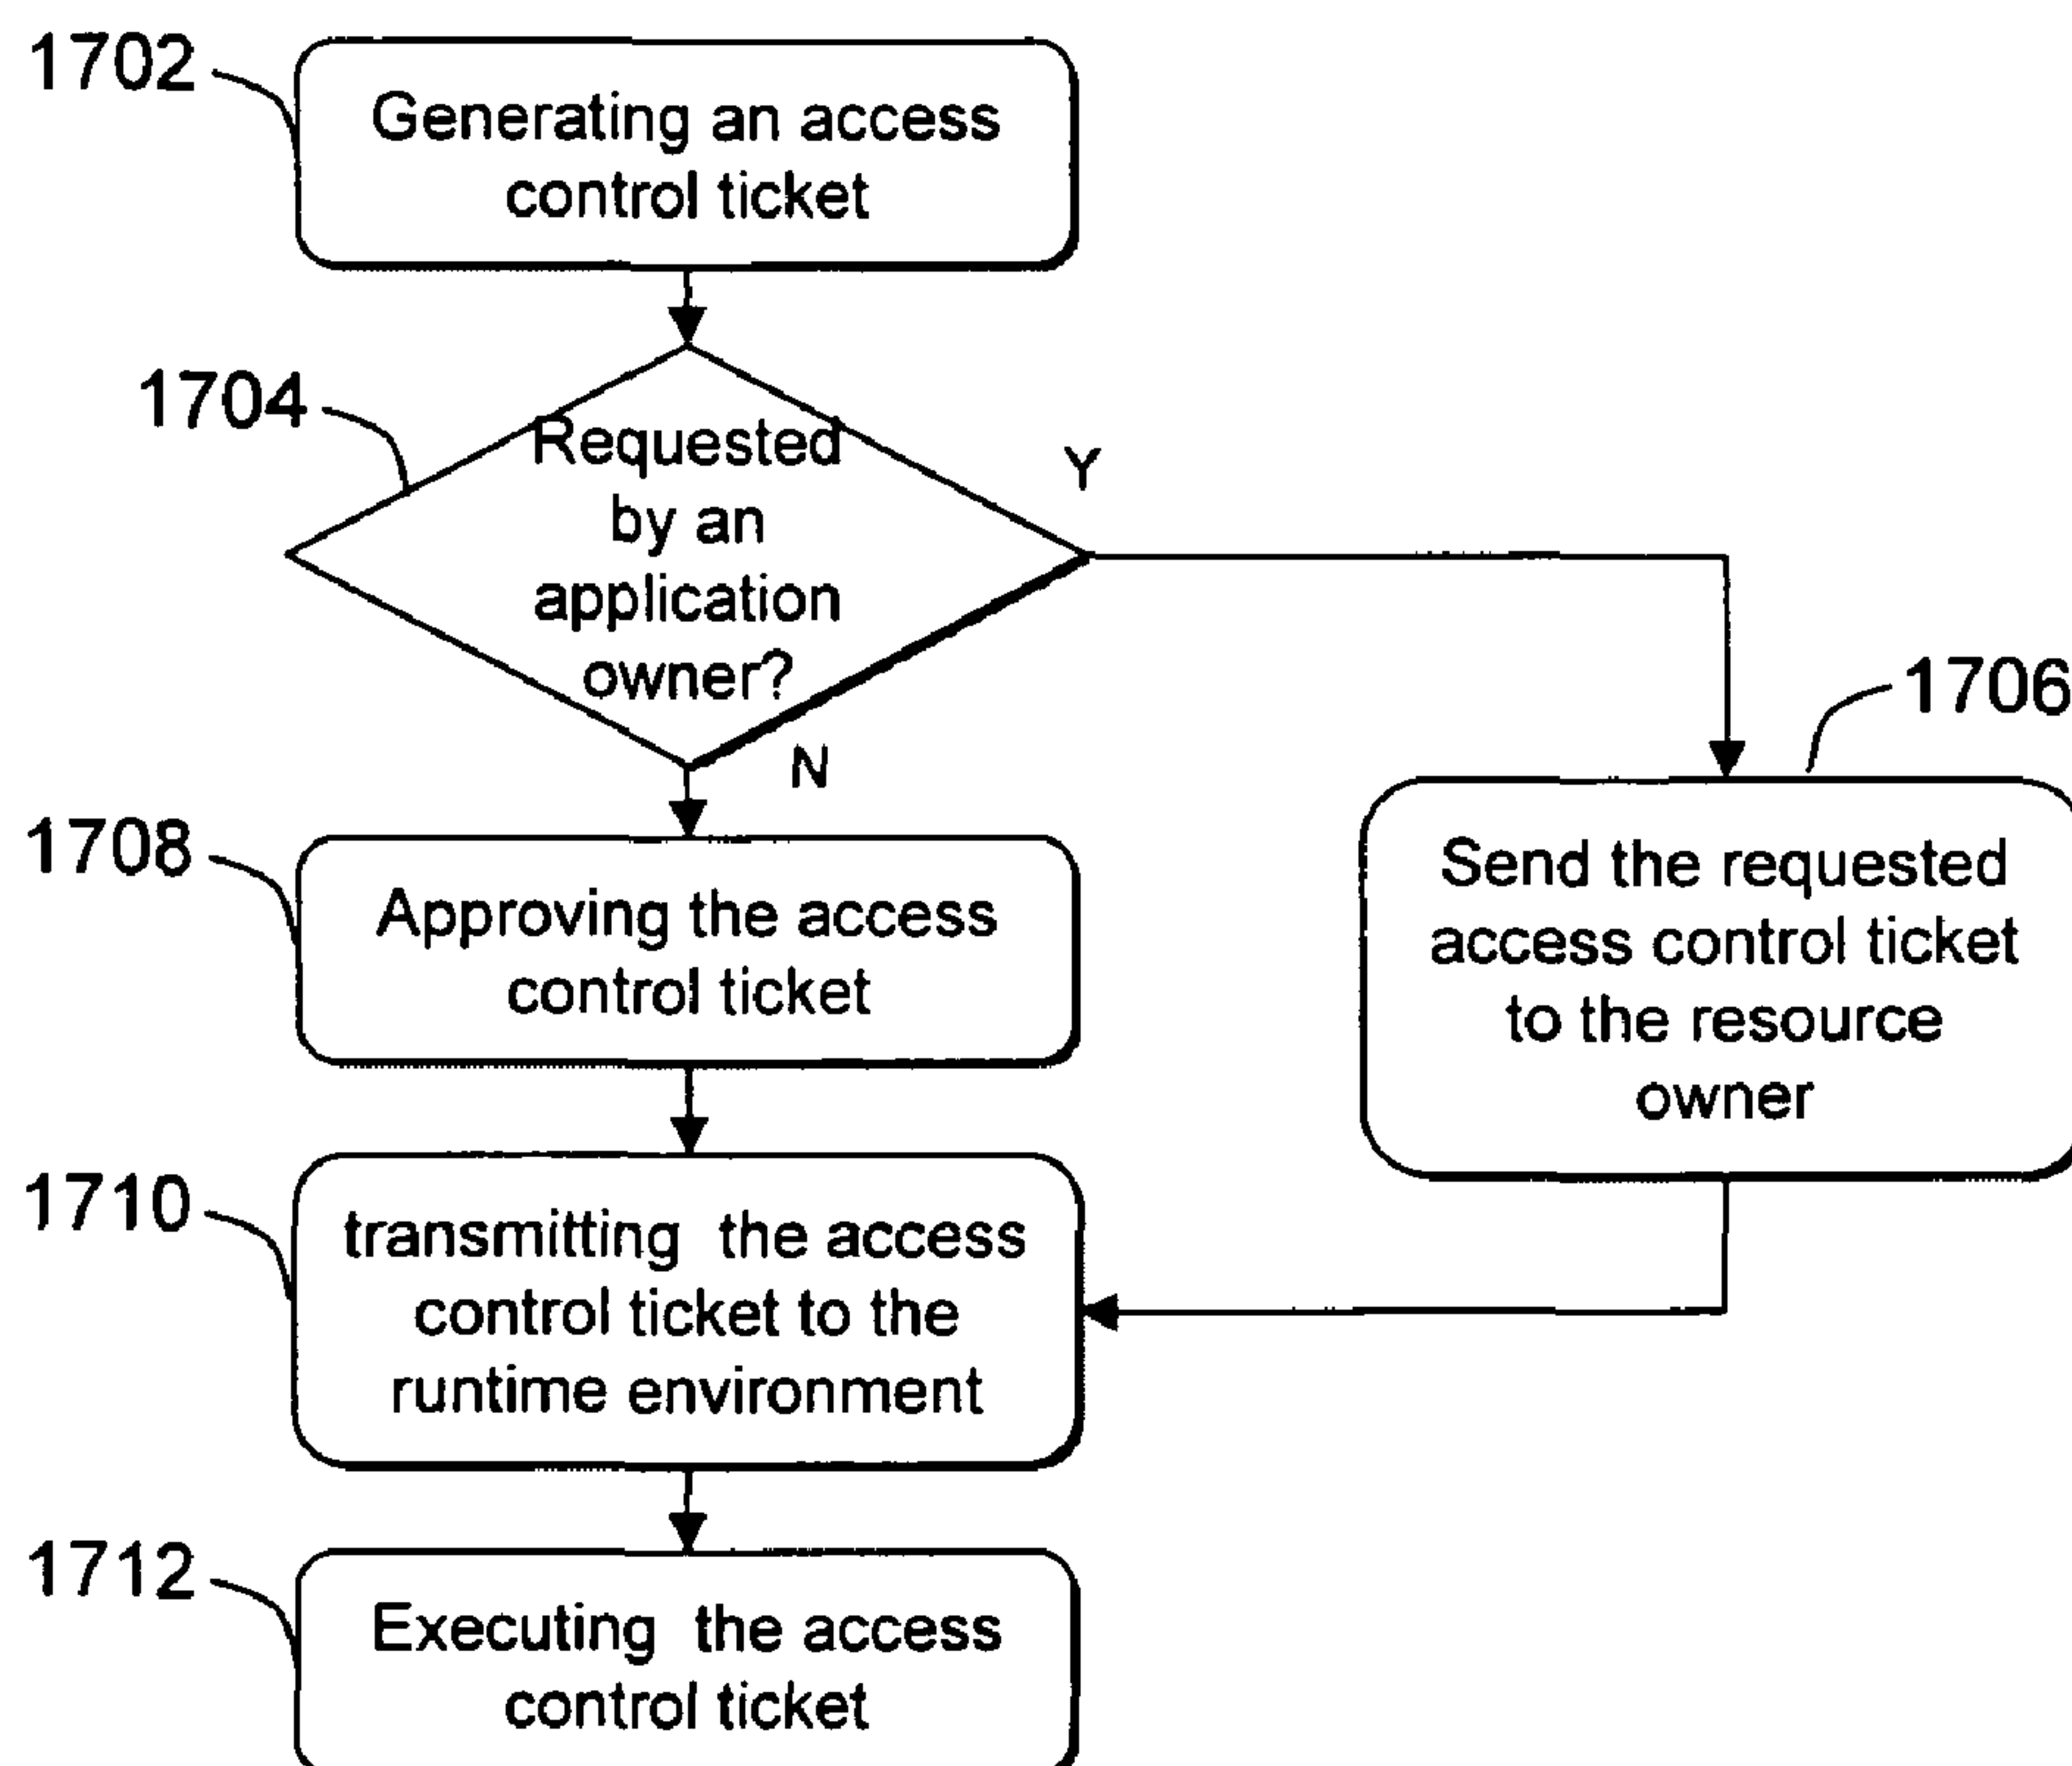 1702
Generating an access
control ticket
1704
Requested
by an
application
owner?
Y
N
1706
Send the requested
access control ticket
to the resource
owner
1708
Approving the access
control ticket
1710
transmitting the access
control ticket to the
runtime environment
1712
Executing the access
control ticket